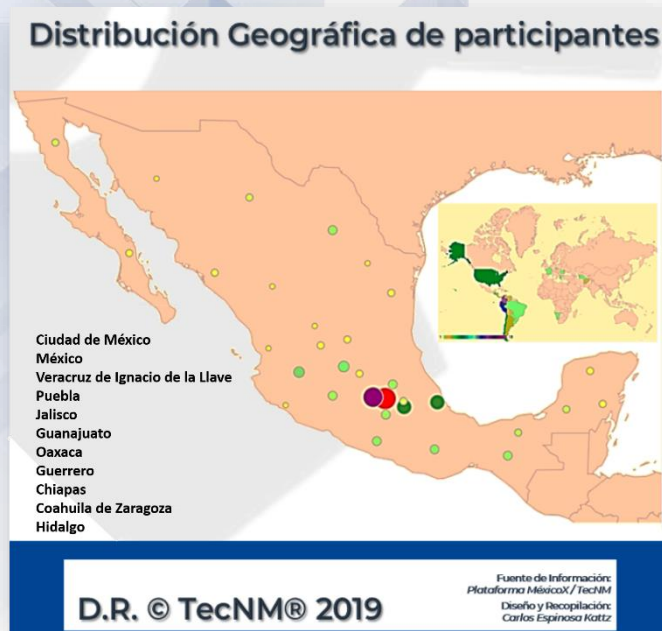 Distribución Geográfica de participantes
Ciudad de México
México
Veracruz de Ignacio de la Llave
Puebla
Jalisco
Guanajuato
Oaxaca
Guerrero
Chiapas
Coahuila de Zaragoza
Hidalgo
D.R. © TecNM® 2019
Fuente de Información:
Plataforma MéxicoX / TecNM
Diseño y Recopilación:
Carlos Espinosa Kattz